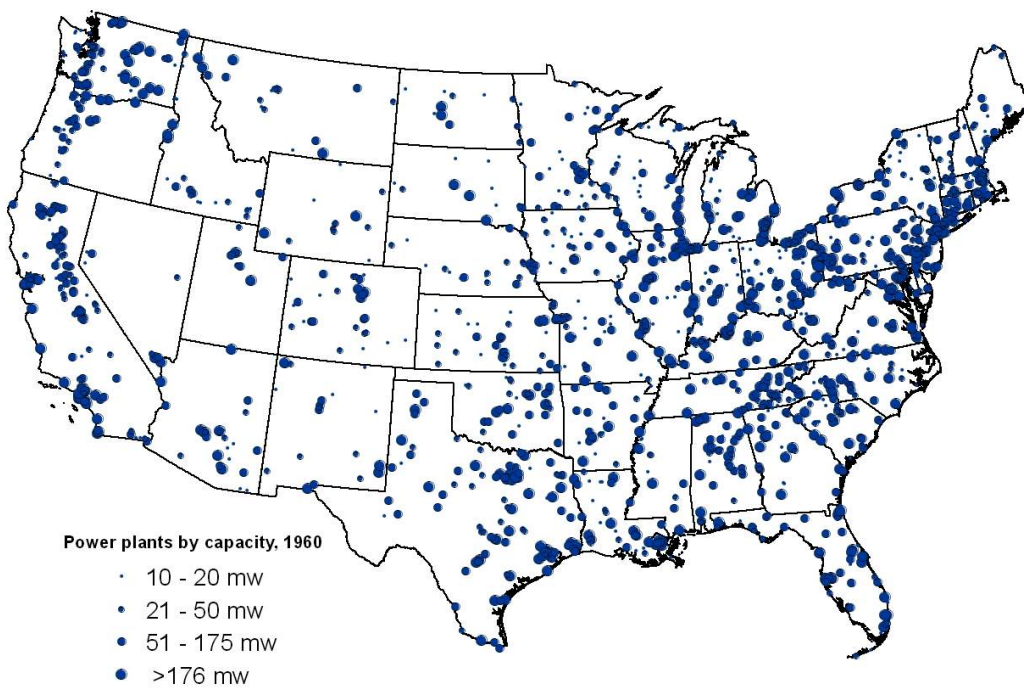 Power plants by capacity, 1960
10 - 20 mw
21 - 50 mw
51 - 175 mw
>176 mw